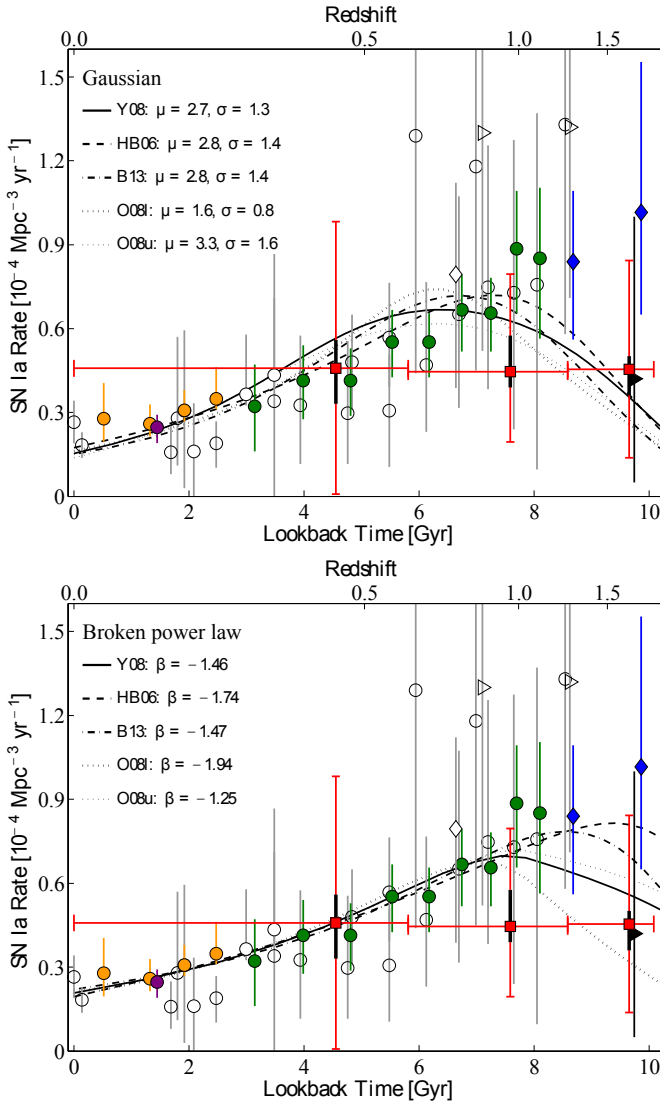 Redshift
0.0 0.5 1.0 1.5
1.5
1.2
0.9
0.6
0.3
0
SN Ia Rate [10⁻⁴ Mpc⁻³ yr⁻¹]
Gaussian
Y08: μ = 2.7, σ = 1.3
HB06: μ = 2.8, σ = 1.4
B13: μ = 2.8, σ = 1.4
O08l: μ = 1.6, σ = 0.8
O08u: μ = 3.3, σ = 1.6
0 2 4 6 8 10
Lookback Time [Gyr]
Redshift
0.0 0.5 1.0 1.5
1.5
1.2
0.9
0.6
0.3
0
SN Ia Rate [10⁻⁴ Mpc⁻³ yr⁻¹]
Broken power law
Y08: β = −1.46
HB06: β = −1.74
B13: β = −1.47
O08l: β = −1.94
O08u: β = −1.25
0 2 4 6 8 10
Lookback Time [Gyr]